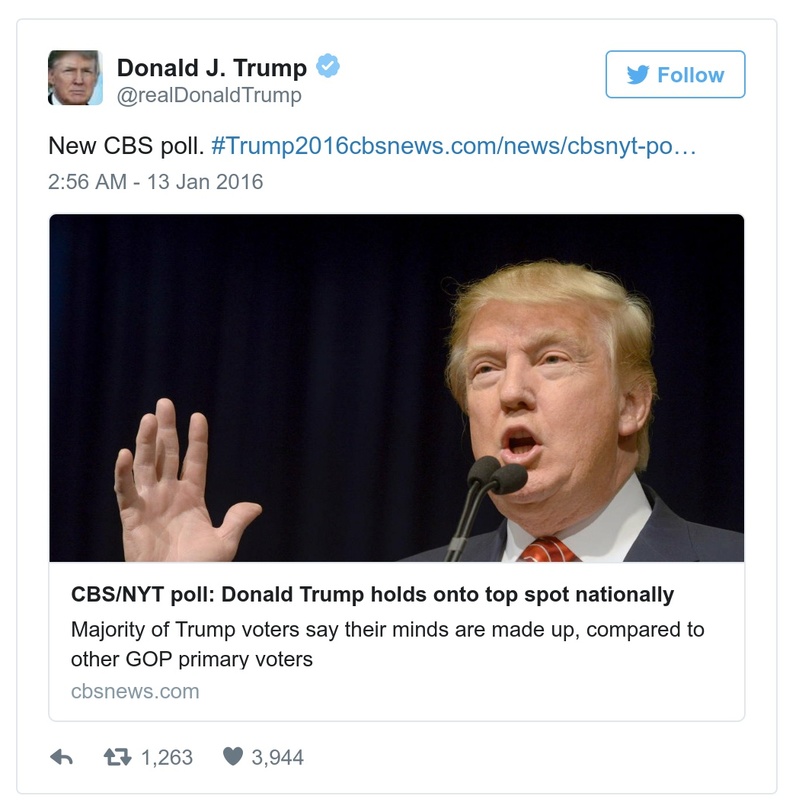 Donald J. Trump
@realDonaldTrump
Follow
New CBS poll. #Trump2016cbsnews.com/news/cbsnyt-po…
2:56 AM - 13 Jan 2016
CBS/NYT poll: Donald Trump holds onto top spot nationally
Majority of Trump voters say their minds are made up, compared to
other GOP primary voters
cbsnews.com
1,263
3,944